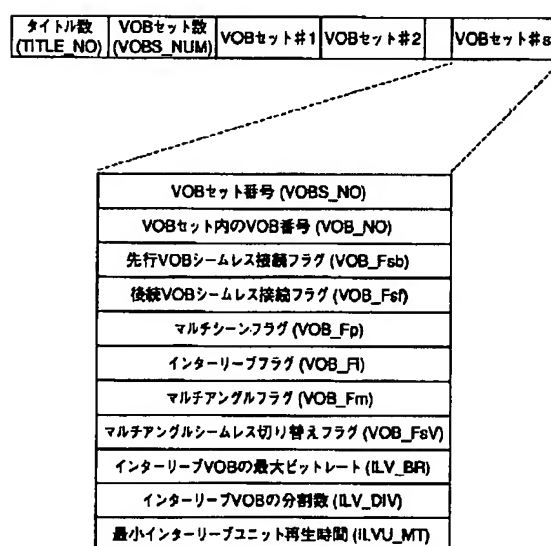 タイトル数 (TITLE_NO)
VOBセット数 (VOBS_NUM)
VOBセット#1
VOBセット#2
VOBセット#s
VOBセット番号 (VOBS_NO)
VOBセット内のVOB番号 (VOB_NO)
先行VOBシームレス接続フラグ (VOB_Fsb)
後続VOBシームレス接続フラグ (VOB_Fsf)
マルチシーンフラグ (VOB_Fp)
インターリーブフラグ (VOB_Fi)
マルチアングルフラグ (VOB_Fm)
マルチアングルシームレス切り替えフラグ (VOB_FsV)
インターリーブVOBの最大ビットレート (ILV_BR)
インターリーブVOBの分割数 (ILV_DIV)
最小インターリーブユニット再生時間 (ILVU_MT)